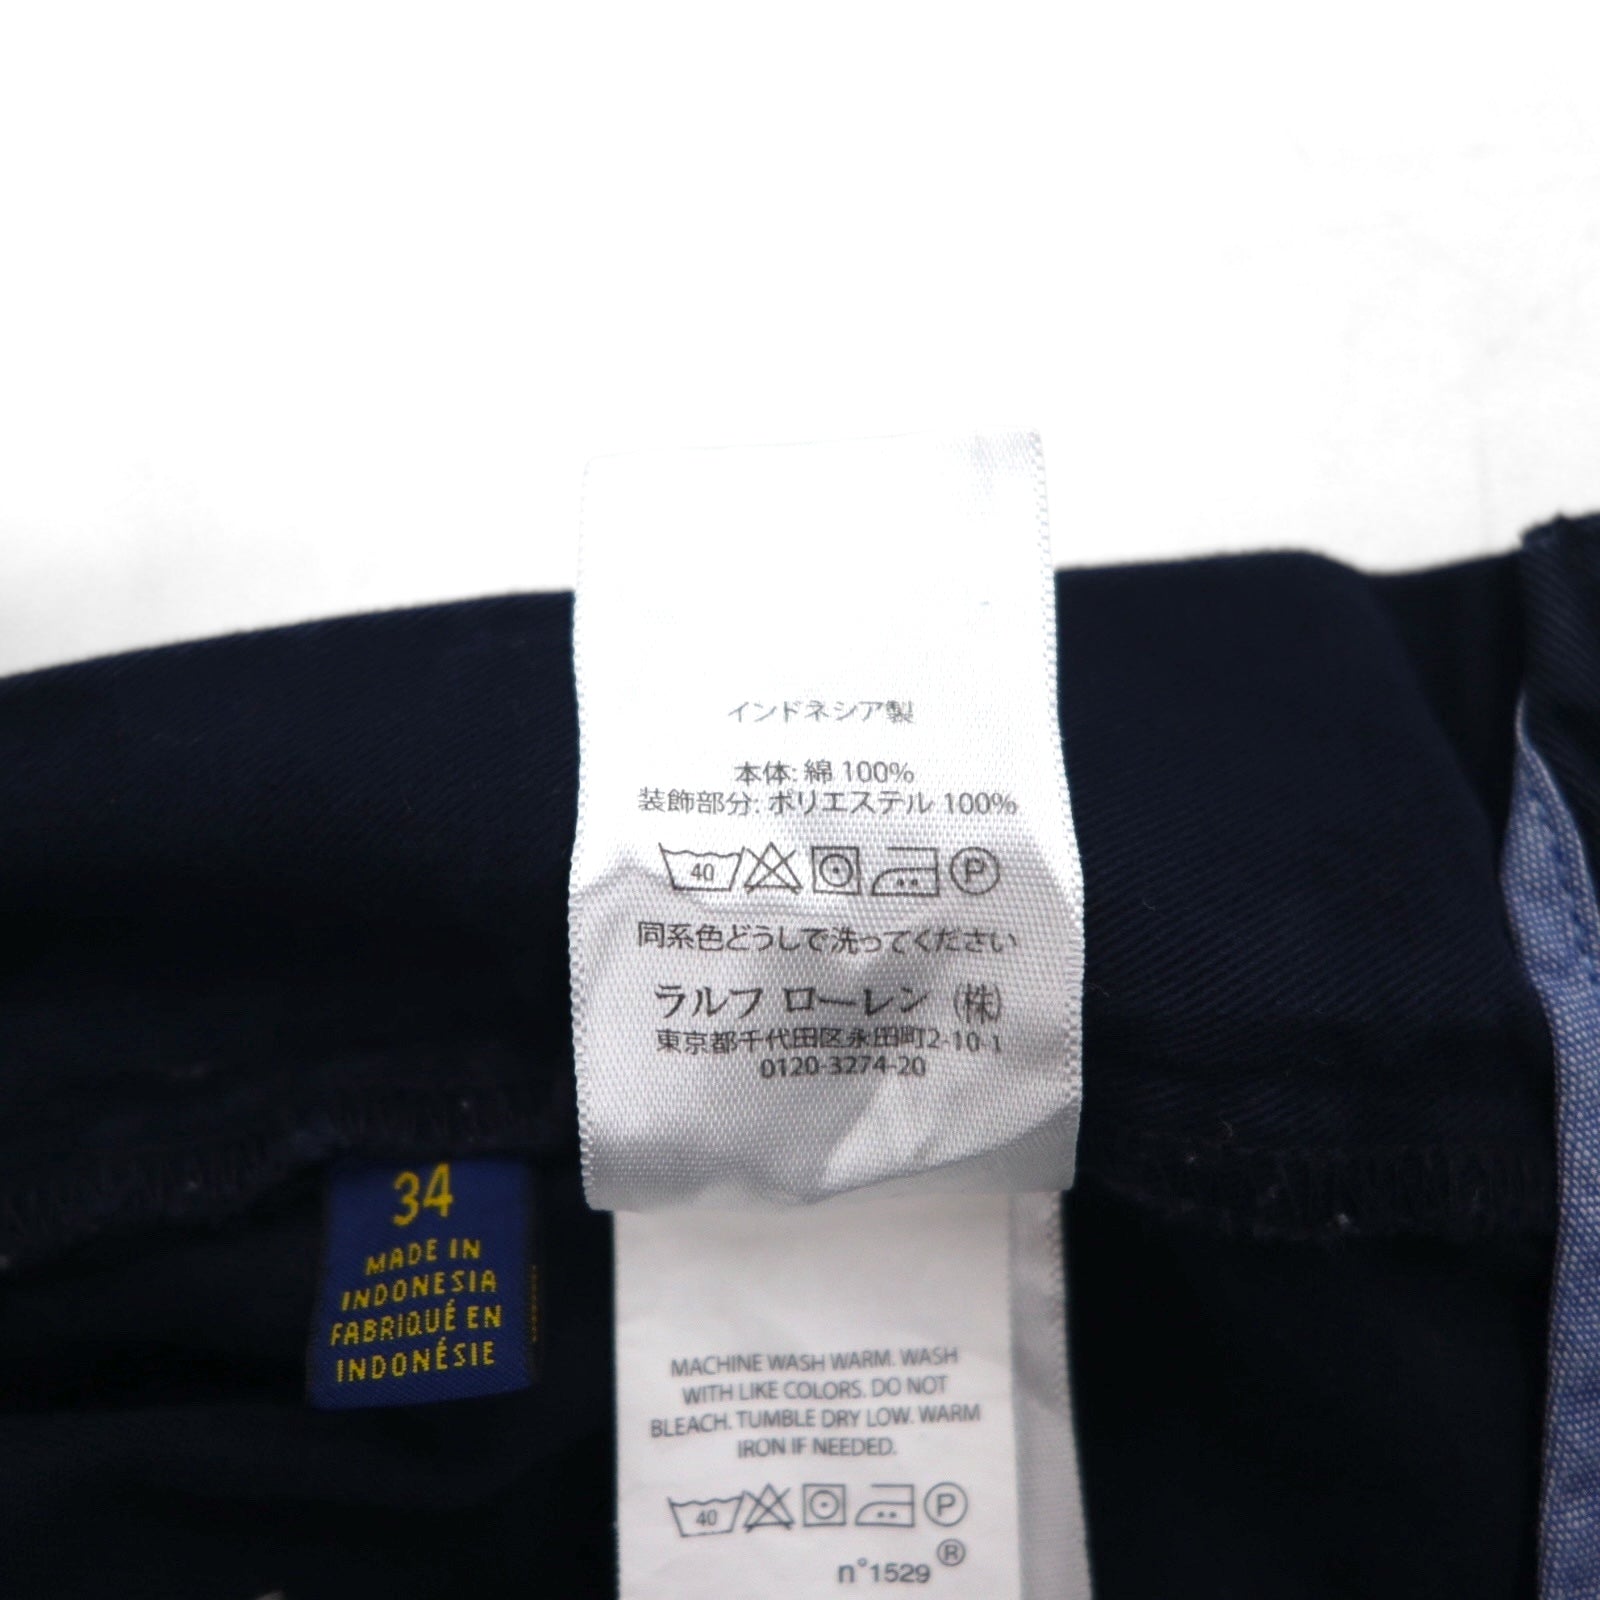 インドネシア製
本体: 綿 100%
装飾部分: ポリエステル 100%
40 P
同系色どうしで洗ってください
ラルフ ローレン (株)
東京都千代田区永田町2-10-1
0120-3274-20
34
MADE IN
INDONESIA
FABRIQUÉ EN
INDONÉSIE
MACHINE WASH WARM. WASH
WITH LIKE COLORS. DO NOT
BLEACH. TUMBLE DRY LOW. WARM
IRON IF NEEDED.
40 P
n°1529 ®